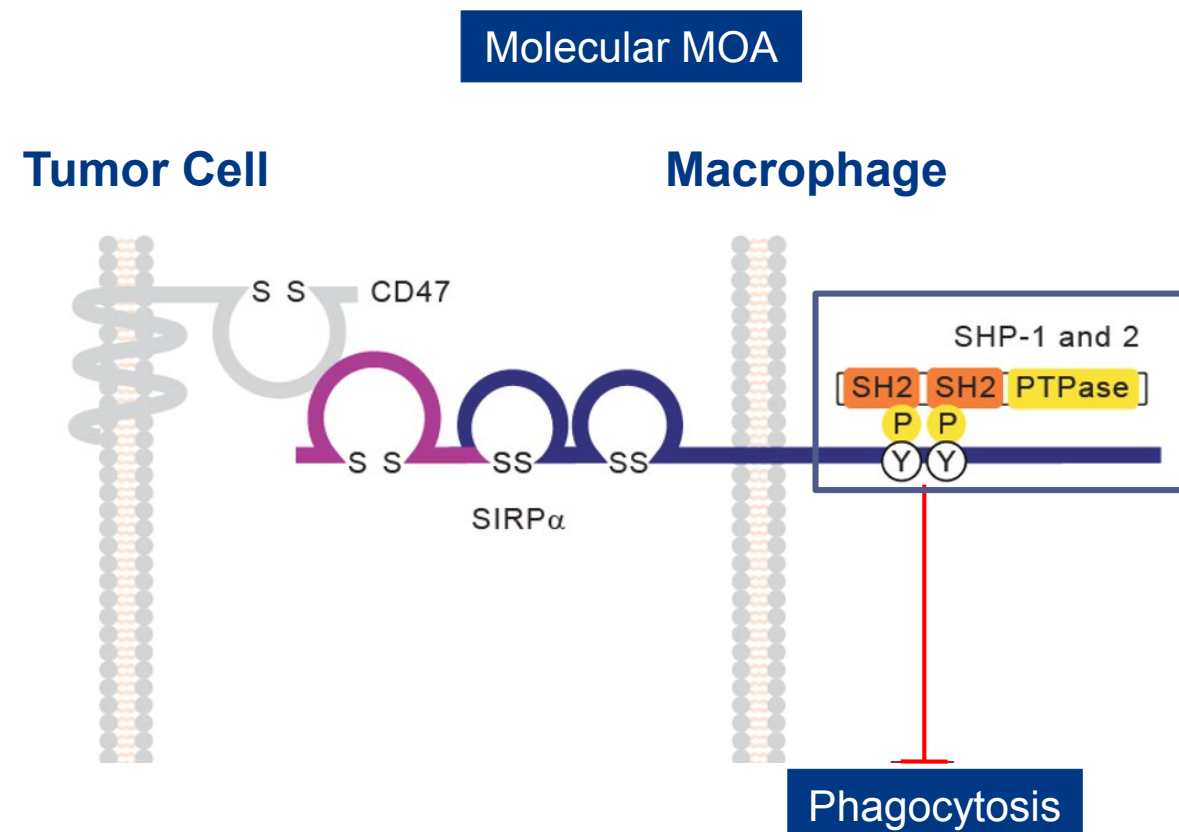 Molecular MOA
Tumor Cell
Macrophage
S S
CD47
SHP-1 and 2
SH2 SH2 PTPase
P P
Y Y
S S
SS
SS
SIRPα
Phagocytosis